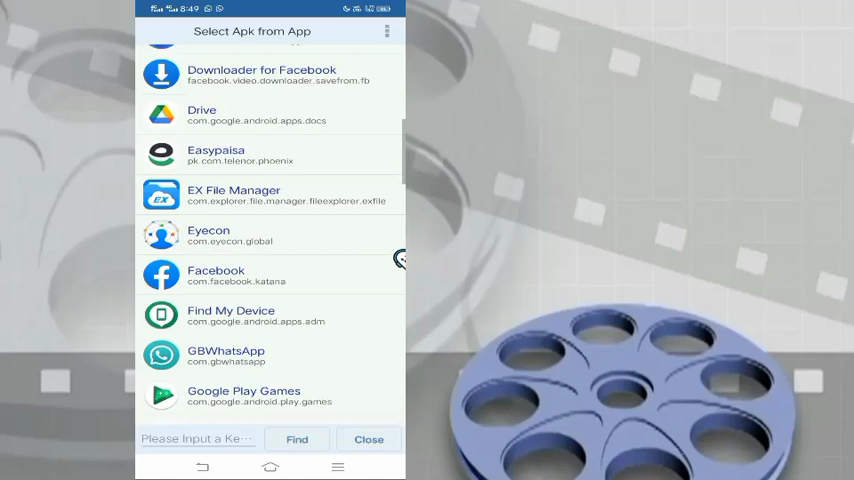 8:49
Select Apk from App
Downloader for Facebook
facebook.video.downloader.savefrom.fb
Drive
com.google.android.apps.docs
Easypaisa
pk.com.telenor.phoenix
EX File Manager
com.explorer.file.manager.fileexplorer.exfile
Eyecon
com.eyecon.global
Facebook
com.facebook.katana
Find My Device
com.google.android.apps.adm
GBWhatsApp
com.gbwhatsapp
Google Play Games
com.google.android.play.games
Please Input a Ke··· Find Close